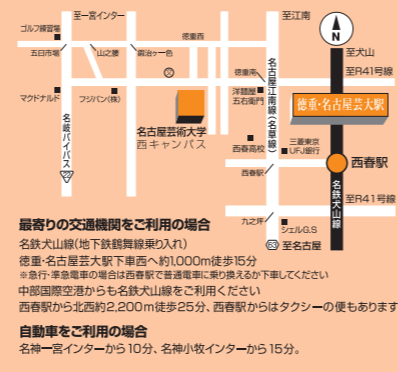 至一宮インター
至江南
N
ゴルフ練習場
徳重西
至犬山
五日市場
山之腰
鍛治ヶ一色
文
徳重南
至R41号線
マクドナルド
フジパン(株)
洋麺屋
五右衛門
徳重・名古屋芸大駅
名古屋江南線(名草線)
名岐バイパス
22
名古屋芸術大学
西キャンパス
西春高校
三菱東京
UFJ銀行
西春駅
西春駅
名鉄犬山線
至R41号線
九之坪
シェルG.S
63
至名古屋
最寄りの交通機関をご利用の場合
名鉄犬山線(地下鉄鶴舞線乗り入れ)
徳重・名古屋芸大駅下車西へ約1,000m徒歩15分
※急行・準急電車の場合は西春駅で普通電車に乗り換えるか下車してください
中部国際空港からも名鉄犬山線をご利用ください
西春駅から北西約2,200m徒歩25分、西春駅からはタクシーの便もあります
自動車をご利用の場合
名神一宮インターから10分、名神小牧インターから15分。